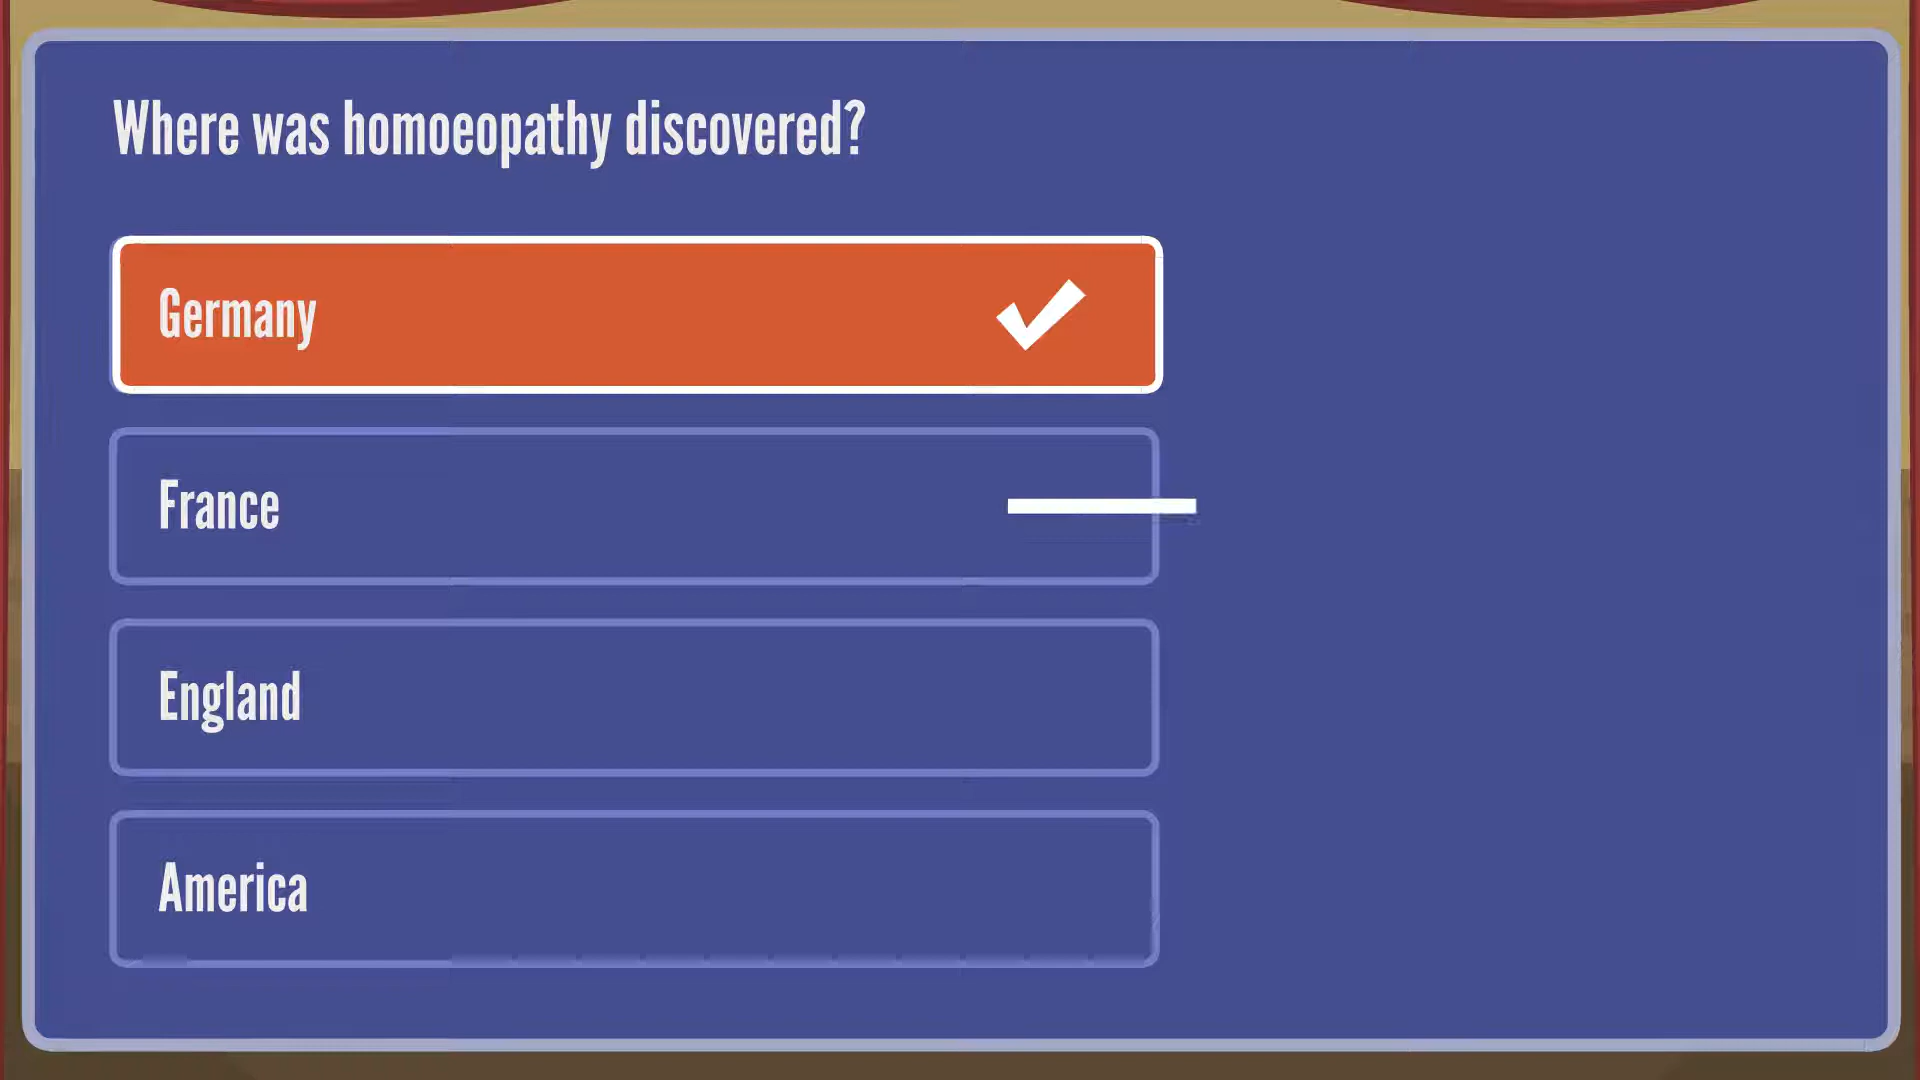 Where was homoeopathy discovered?
Germany
France
England
America